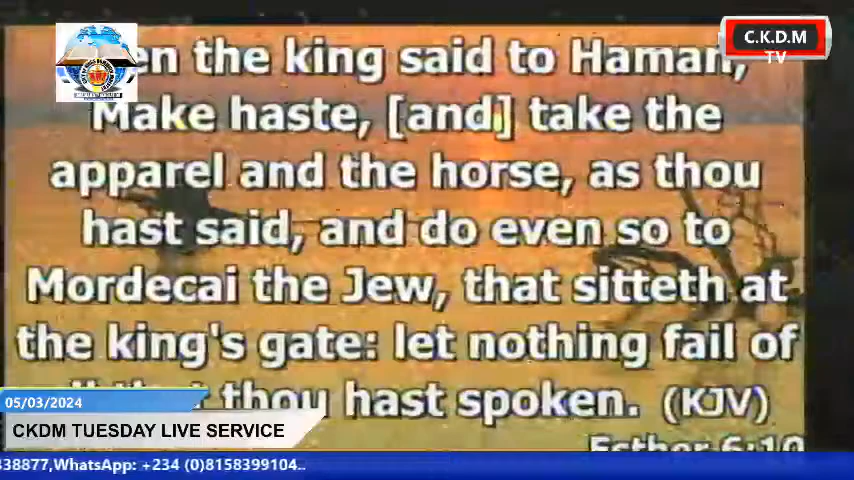 C.K.D.M
TV
en the king said to Haman,
Make haste, [and] take the
apparel and the horse, as thou
hast said, and do even so to
Mordecai the Jew, that sitteth at
the king's gate: let nothing fail of
thou hast spoken. (KJV)
Esther 6:10
05/03/2024
CKDM TUESDAY LIVE SERVICE
38877,WhatsApp: +234 (0)8158399104..